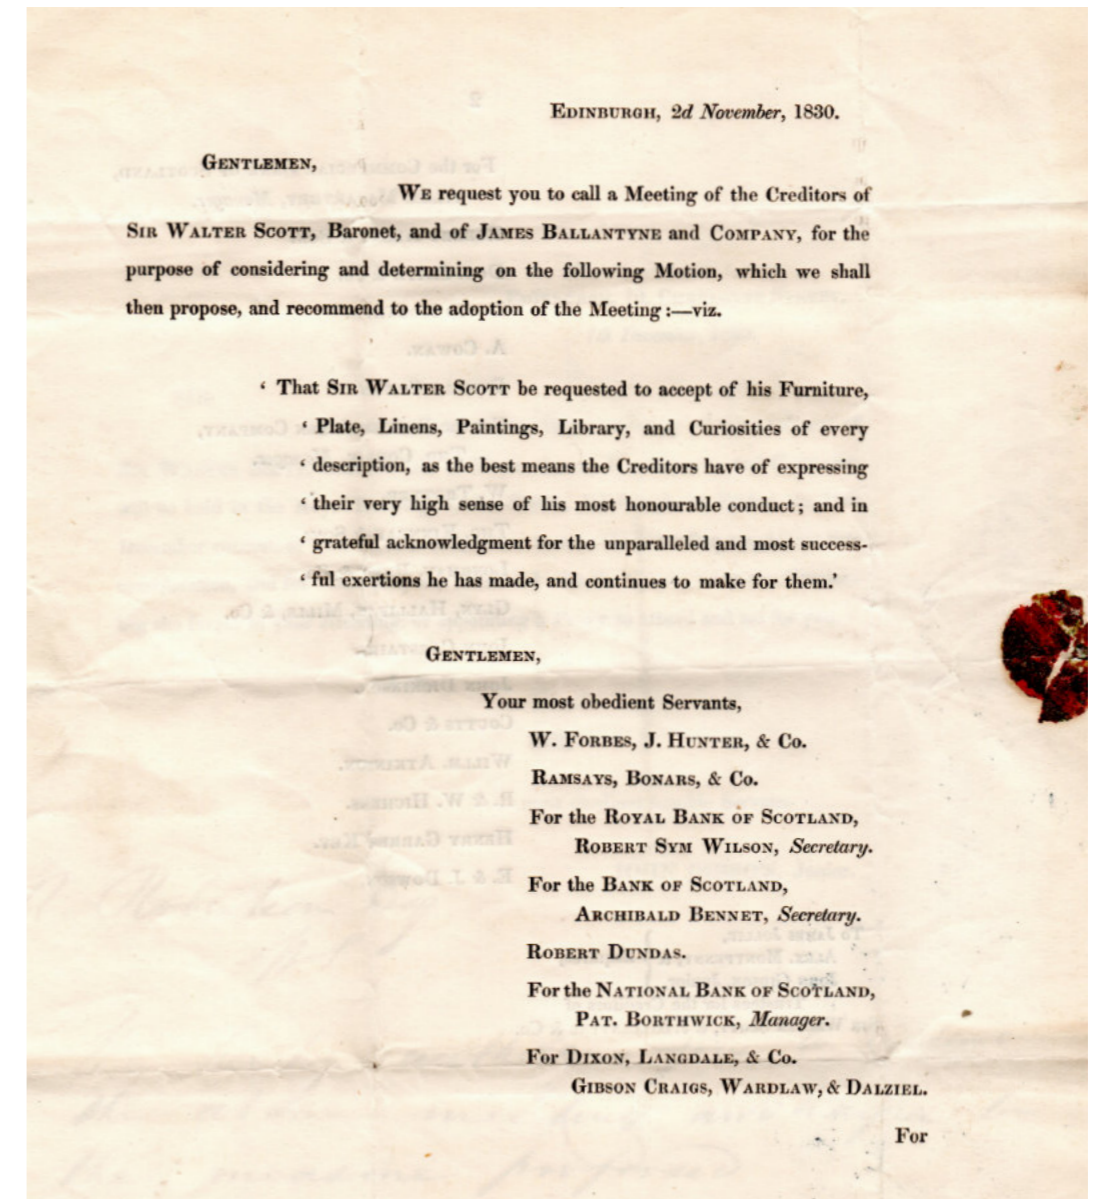 EDINBURGH, 2d November, 1830.
GENTLEMEN,
WE request you to call a Meeting of the Creditors of
SIR WALTER SCOTT, Baronet, and of JAMES BALLANTYNE and COMPANY, for the
purpose of considering and determining on the following Motion, which we shall
then propose, and recommend to the adoption of the Meeting:—viz.
‘ That SIR WALTER SCOTT be requested to accept of his Furniture,
‘ Plate, Linens, Paintings, Library, and Curiosities of every
‘ description, as the best means the Creditors have of expressing
‘ their very high sense of his most honourable conduct; and in
‘ grateful acknowledgment for the unparalleled and most success-
‘ ful exertions he has made, and continues to make for them.’
GENTLEMEN,
Your most obedient Servants,
W. FORBES, J. HUNTER, & Co.
RAMSAYS, BONARS, & Co.
For the ROYAL BANK OF SCOTLAND,
ROBERT SYM WILSON, Secretary.
For the BANK OF SCOTLAND,
ARCHIBALD BENNET, Secretary.
ROBERT DUNDAS.
For the NATIONAL BANK OF SCOTLAND,
PAT. BORTHWICK, Manager.
For DIXON, LANGDALE, & Co.
GIBSON CRAIGS, WARDLAW, & DALZIEL.
For